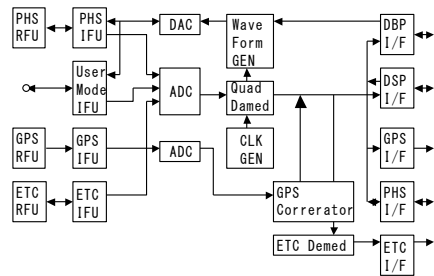 PHS
RFU
PHS
IFU
DAC
Wave
Form
GEN
DBP
I/F
User
Mode
IFU
ADC
Quad
Damed
DSP
I/F
GPS
RFU
GPS
IFU
ADC
CLK
GEN
GPS
I/F
ETC
RFU
ETC
IFU
GPS
Correrator
PHS
I/F
ETC Demed
ETC
I/F